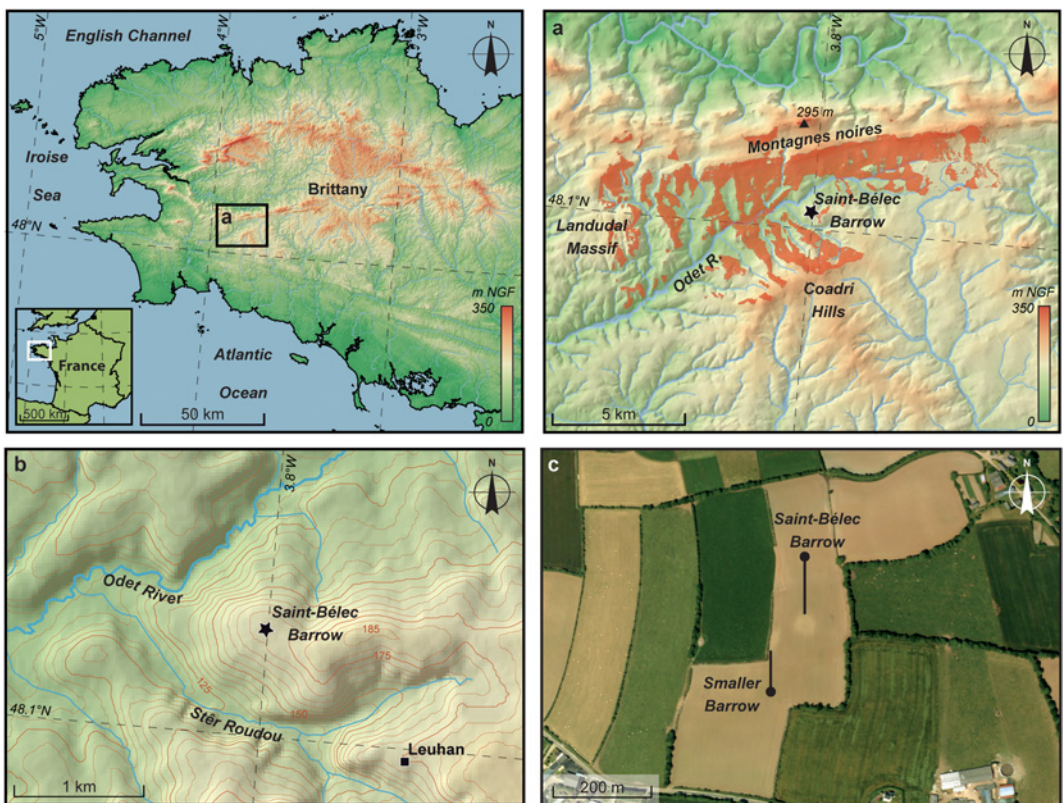 5°W
4°W
3°W
English Channel
N
Iroise
Sea
Brittany
a
48°N
m NGF
350
0
France
500 km
Atlantic
Ocean
50 km
a
3.8°W
N
295 m
Montagnes noires
48.1°N
Saint-Bélec
Barrow
Landudal
Massif
Odet R.
Coadri
Hills
m NGF
350
0
5 km
b
3.8°W
N
Odet River
Saint-Bélec
Barrow
185
175
125
150
48.1°N
Stêr Roudou
Leuhan
1 km
c
N
Saint-Bélec
Barrow
Smaller
Barrow
200 m